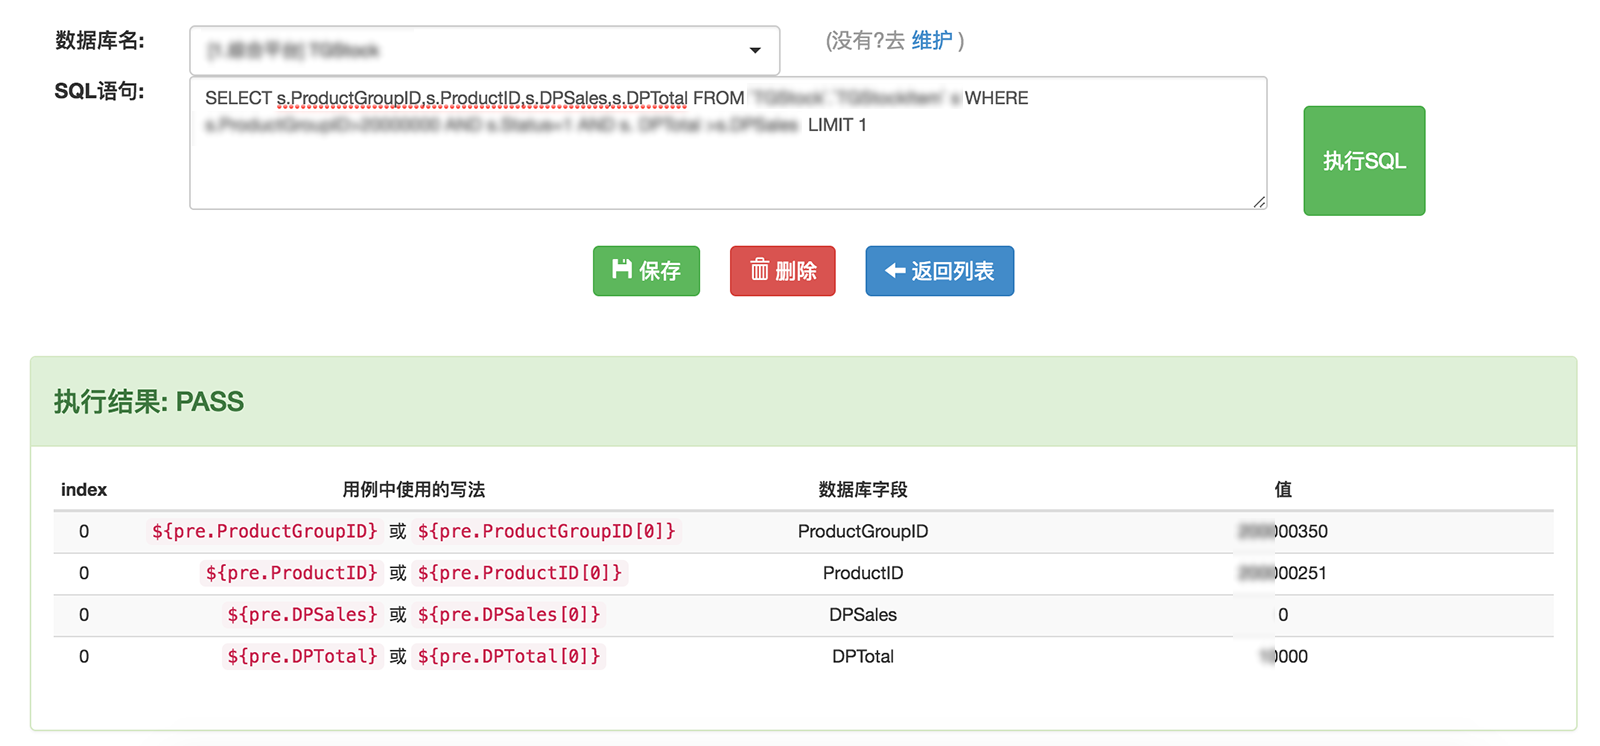 数据库名:
(没有?去 维护 )
SQL语句:
SELECT s.ProductGroupID,s.ProductID,s.DPSales,s.DPTotal FROM WHERE
LIMIT 1
执行SQL
保存 删除 返回列表
执行结果: PASS
index 用例中使用的写法 数据库字段 值
0 ${pre.ProductGroupID} 或 ${pre.ProductGroupID[0]} ProductGroupID 000350
0 ${pre.ProductID} 或 ${pre.ProductID[0]} ProductID 000251
0 ${pre.DPSales} 或 ${pre.DPSales[0]} DPSales 0
0 ${pre.DPTotal} 或 ${pre.DPTotal[0]} DPTotal 0000